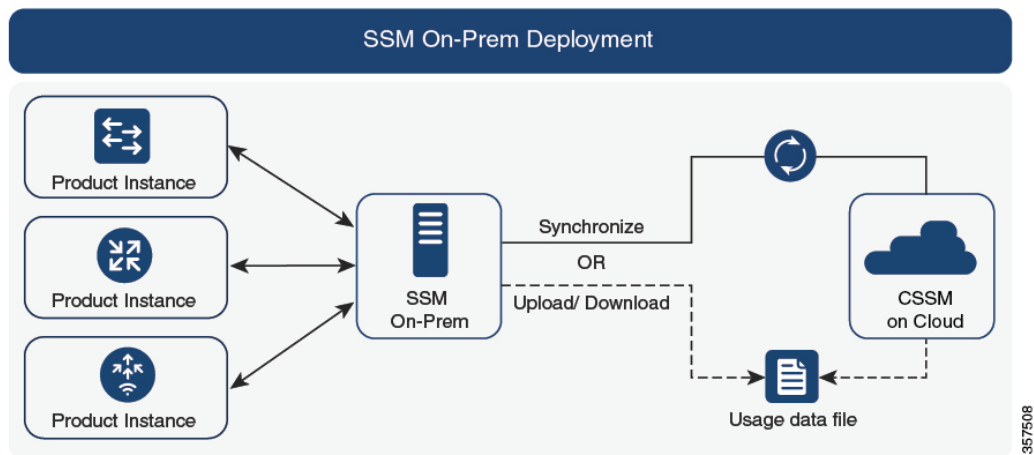 SSM On-Prem Deployment
Product Instance
Product Instance
Product Instance
SSM
On-Prem
Synchronize
OR
Upload/ Download
CSSM
on Cloud
Usage data file
357508